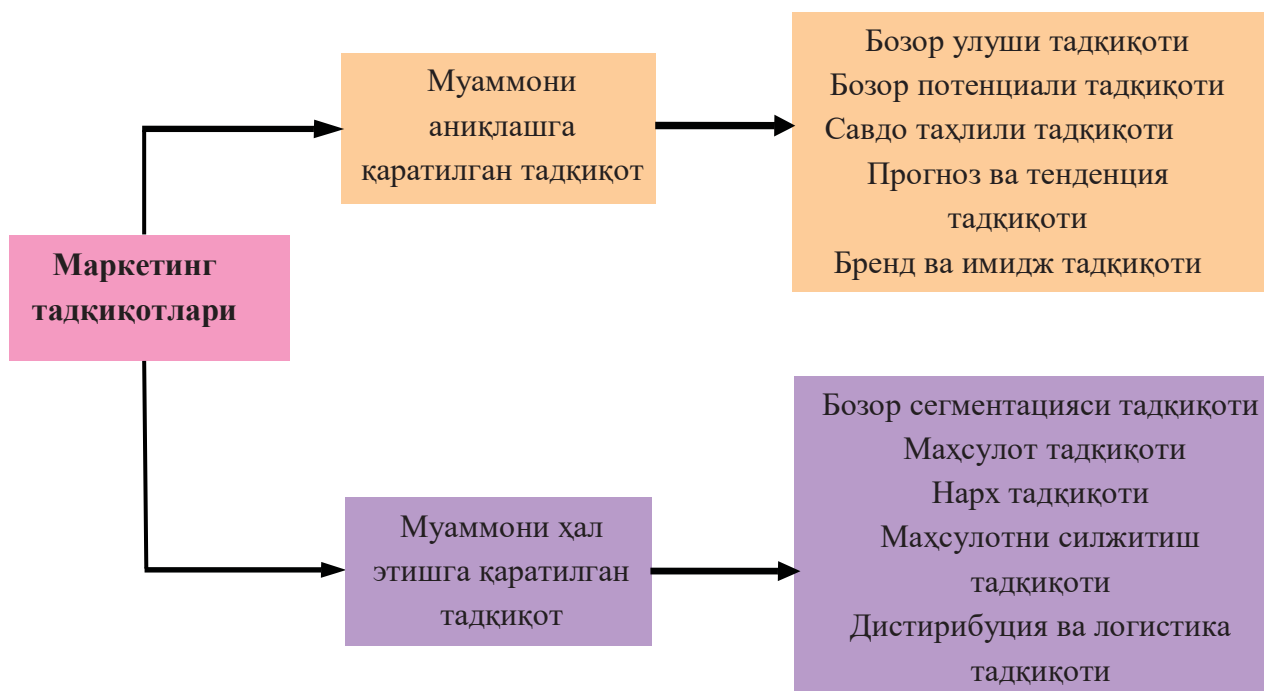 Маркетинг
тадқиқотлари
Муаммони
аниқлашга
қаратилган тадқиқот
Бозор улуши тадқиқоти
Бозор потенциали тадқиқоти
Савдо таҳлили тадқиқоти
Прогноз ва тенденция
тадқиқоти
Бренд ва имидж тадқиқоти
Муаммони ҳал
этишга қаратилган
тадқиқот
Бозор сегментацияси тадқиқоти
Маҳсулот тадқиқоти
Нарх тадқиқоти
Маҳсулотни силжитиш
тадқиқоти
Дистирибуция ва логистика
тадқиқоти